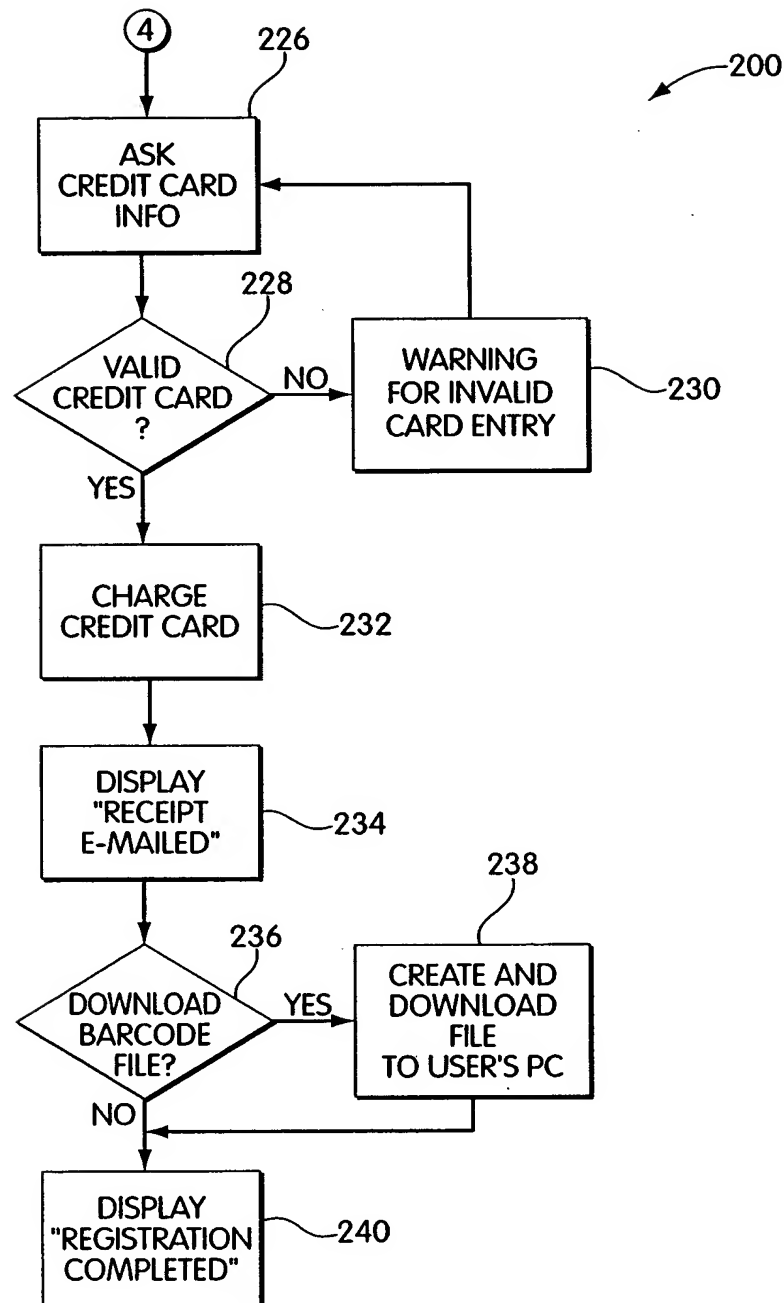 4
226
200
ASK
CREDIT CARD
INFO
228
VALID
CREDIT CARD
?
NO
WARNING
FOR INVALID
CARD ENTRY
230
YES
CHARGE
CREDIT CARD
232
DISPLAY
"RECEIPT
E-MAILED"
234
236
238
DOWNLOAD
BARCODE
FILE?
YES
CREATE AND
DOWNLOAD
FILE
TO USER'S PC
NO
DISPLAY
"REGISTRATION
COMPLETED"
240